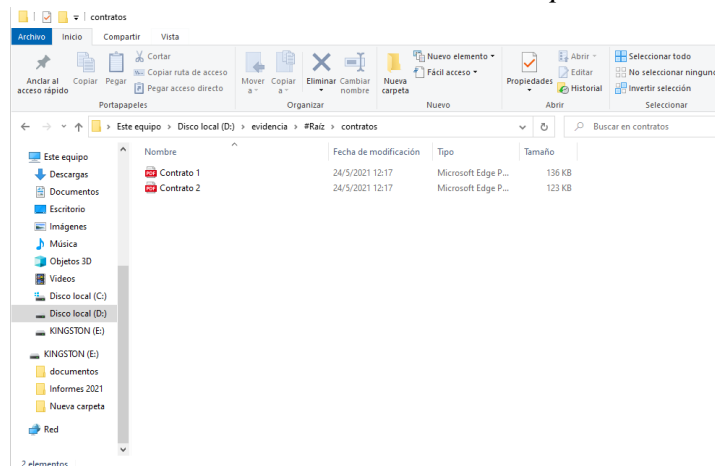 contratos
Archivo Inicio Compartir Vista
Anclar al acceso rápido
Copiar
Pegar
Cortar
Copiar ruta de acceso
Pegar acceso directo
Portapapeles
Mover a
Copiar a
Eliminar
Cambiar nombre
Organizar
Nueva carpeta
Nuevo elemento
Fácil acceso
Nuevo
Propiedades
Abrir
Editar
Historial
Abrir
Seleccionar todo
No seleccionar ninguno
Invertir selección
Seleccionar
Este equipo > Disco local (D:) > evidencia > #Raíz > contratos
Buscar en contratos
Nombre Fecha de modificación Tipo Tamaño
Contrato 1 24/5/2021 12:17 Microsoft Edge P... 136 KB
Contrato 2 24/5/2021 12:17 Microsoft Edge P... 123 KB
Este equipo
Descargas
Documentos
Escritorio
Imágenes
Música
Objetos 3D
Videos
Disco local (C:)
Disco local (D:)
KINGSTON (E:)
KINGSTON (E:)
documentos
Informes 2021
Nueva carpeta
Red
2 elementos